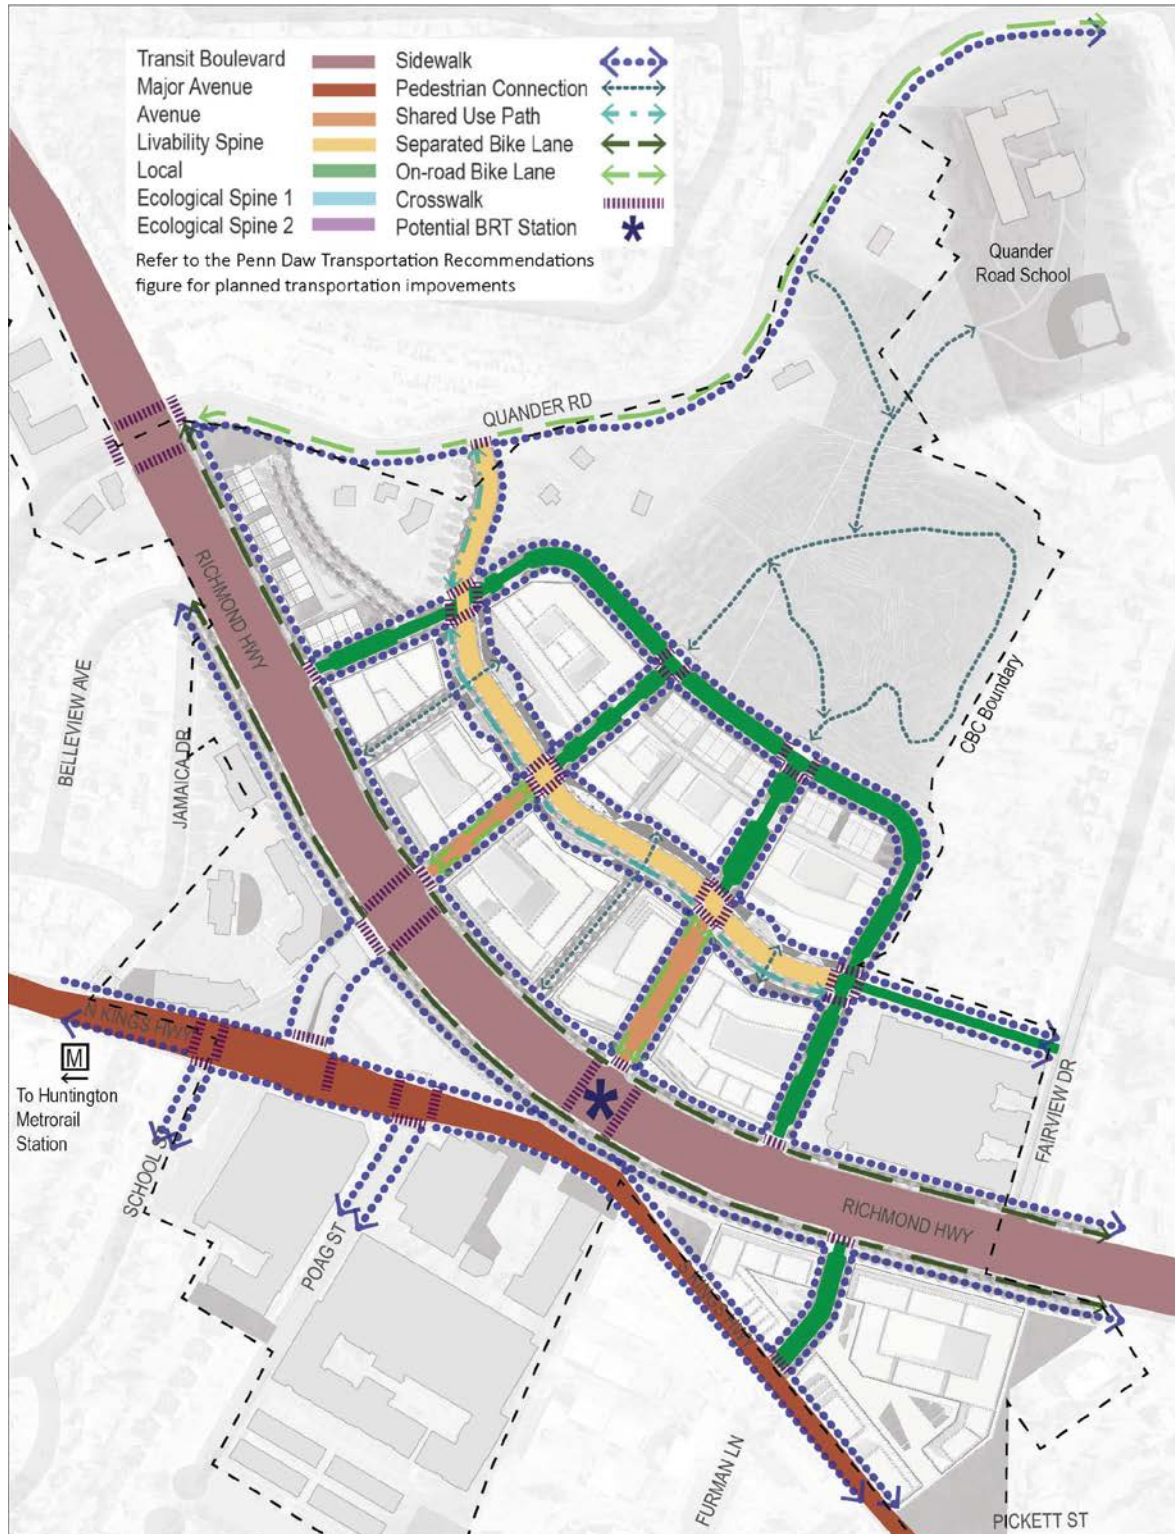 Transit Boulevard
Major Avenue
Avenue
Livability Spine
Local
Ecological Spine 1
Ecological Spine 2
Sidewalk
Pedestrian Connection
Shared Use Path
Separated Bike Lane
On-road Bike Lane
Crosswalk
Potential BRT Station
*
Refer to the Penn Daw Transportation Recommendations
figure for planned transportation impovements
Quander
Road School
QUANDER RD
RICHMOND HWY
BELLEVIEW AVE
JAMAICA DR
CBC Boundary
N KINGS HWY
M
To Huntington
Metrorail
Station
*
SCHOOL ST
POAG ST
FAIRVIEW DR
RICHMOND HWY
S KINGS HWY
FURMAN LN
PICKETT ST